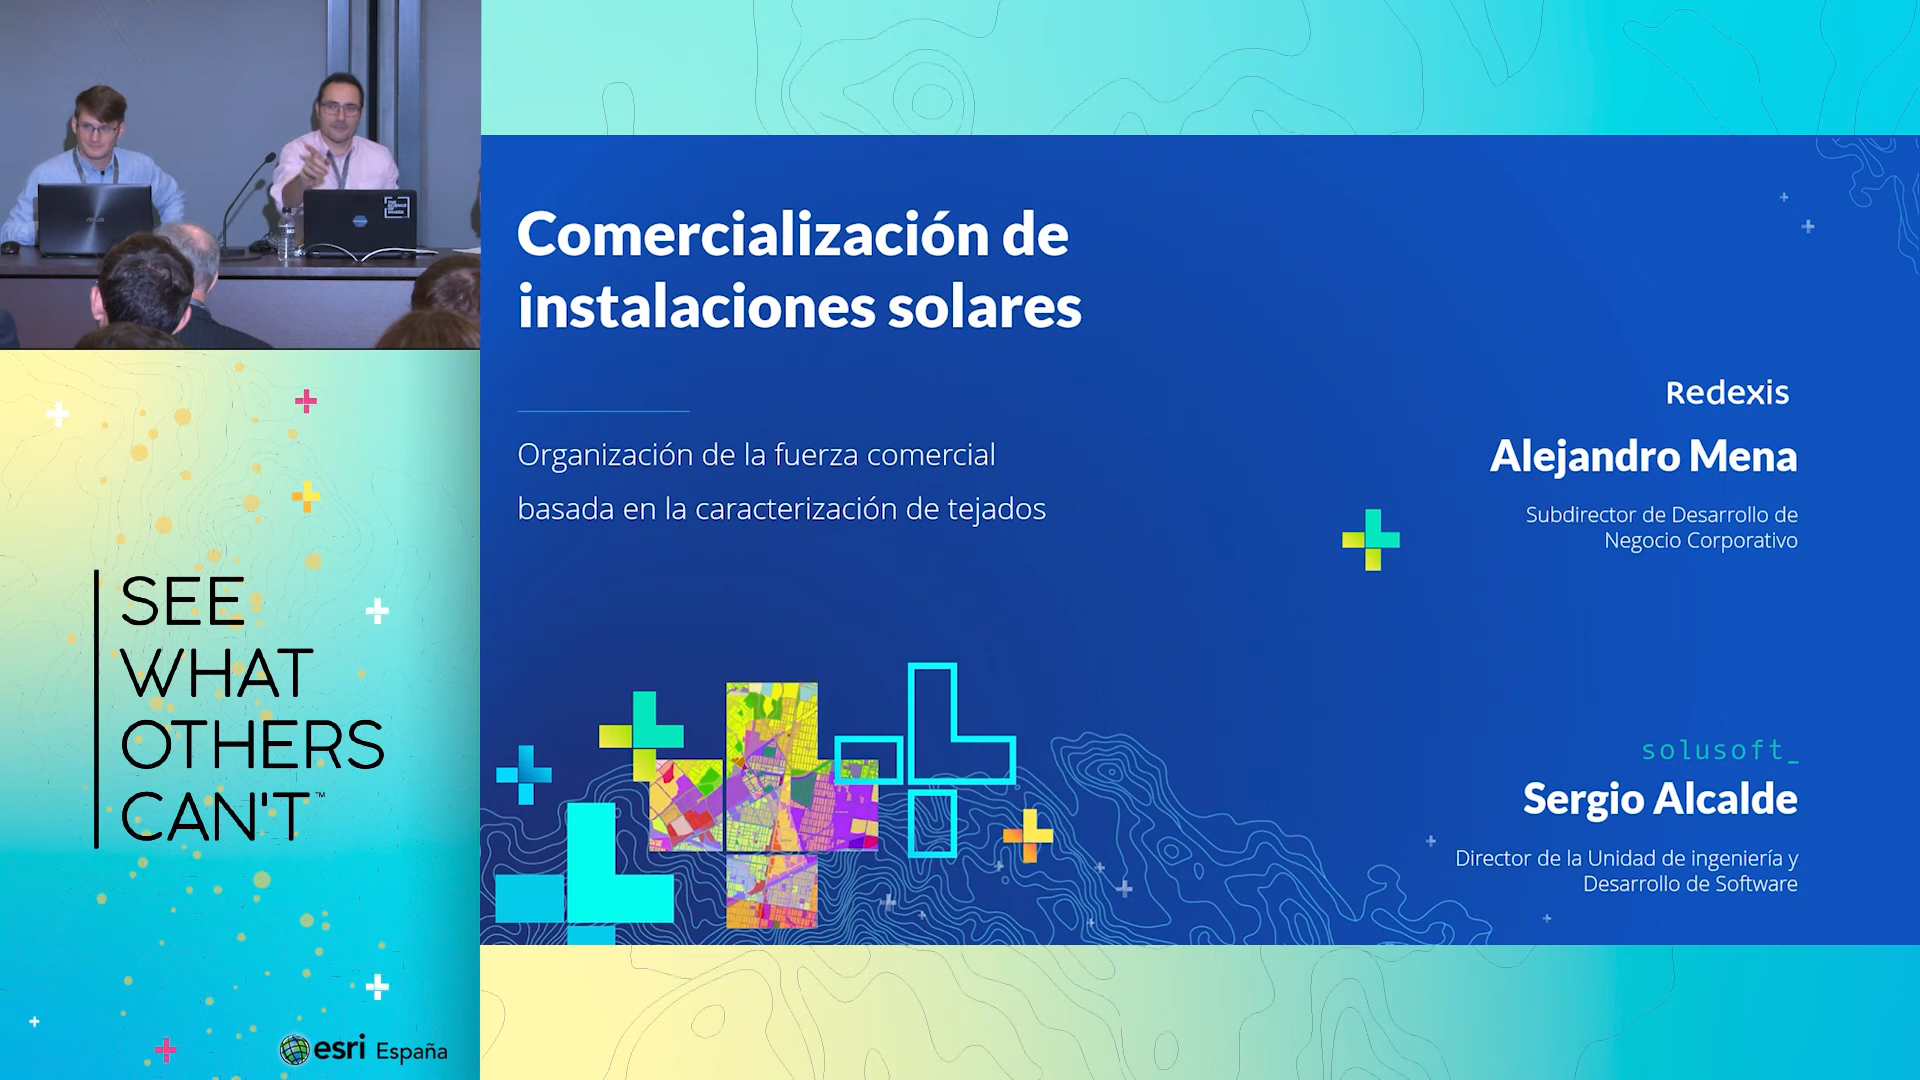 Comercialización de
instalaciones solares
Organización de la fuerza comercial
basada en la caracterización de tejados
Redexis
Alejandro Mena
Subdirector de Desarrollo de
Negocio Corporativo
solusoft_
Sergio Alcalde
Director de la Unidad de ingeniería y
Desarrollo de Software
SEE
WHAT
OTHERS
CAN'T™
esri España